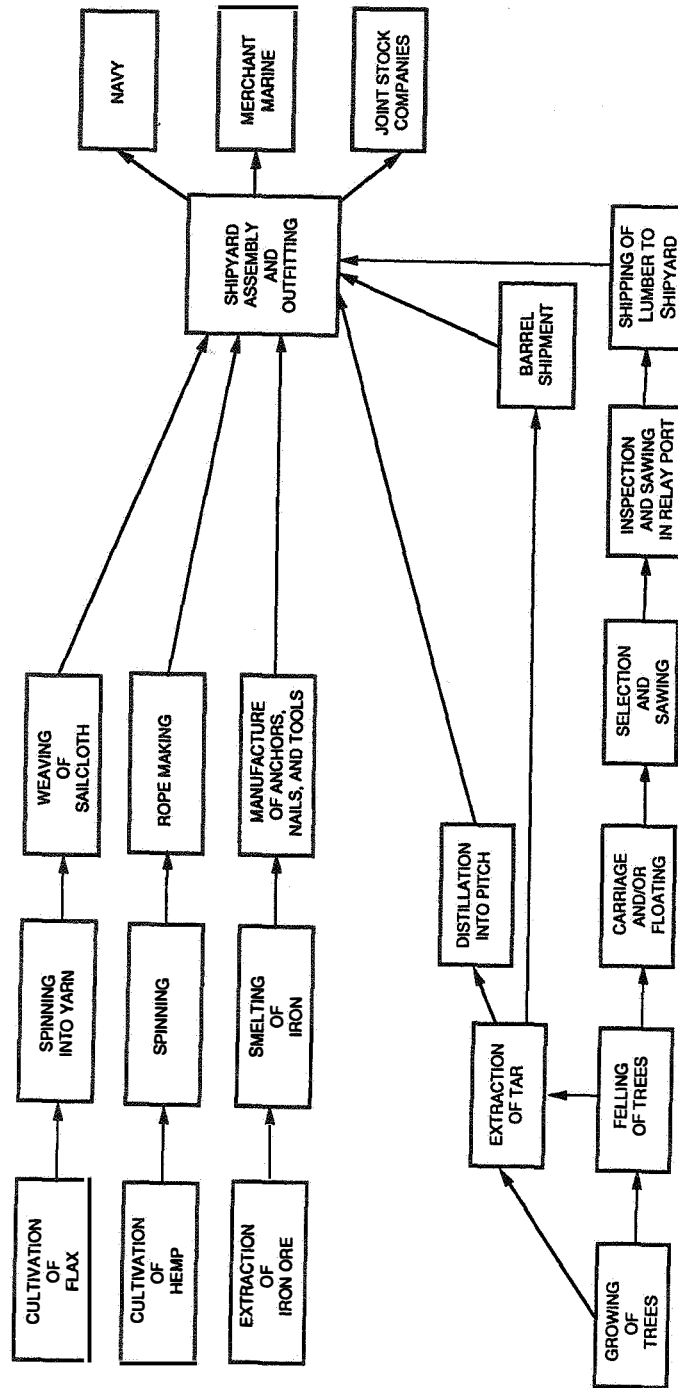 CULTIVATION
OF
FLAX
SPINNING
INTO YARN
WEAVING
OF
SAILCLOTH
CULTIVATION
OF
HEMP
SPINNING
ROPE MAKING
EXTRACTION
OF
IRON ORE
SMELTING
OF
IRON
MANUFACTURE
OF ANCHORS,
NAILS, AND TOOLS
SHIPYARD
ASSEMBLY
AND
OUTFITTING
NAVY
MERCHANT
MARINE
JOINT STOCK
COMPANIES
DISTILLATION
INTO PITCH
EXTRACTION
OF TAR
BARREL
SHIPMENT
GROWING
OF
TREES
FELLING
OF TREES
CARRIAGE
AND/OR
FLOATING
SELECTION
AND
SAWING
INSPECTION
AND SAWING
IN RELAY PORT
SHIPPING OF
LUMBER TO
SHIPYARD